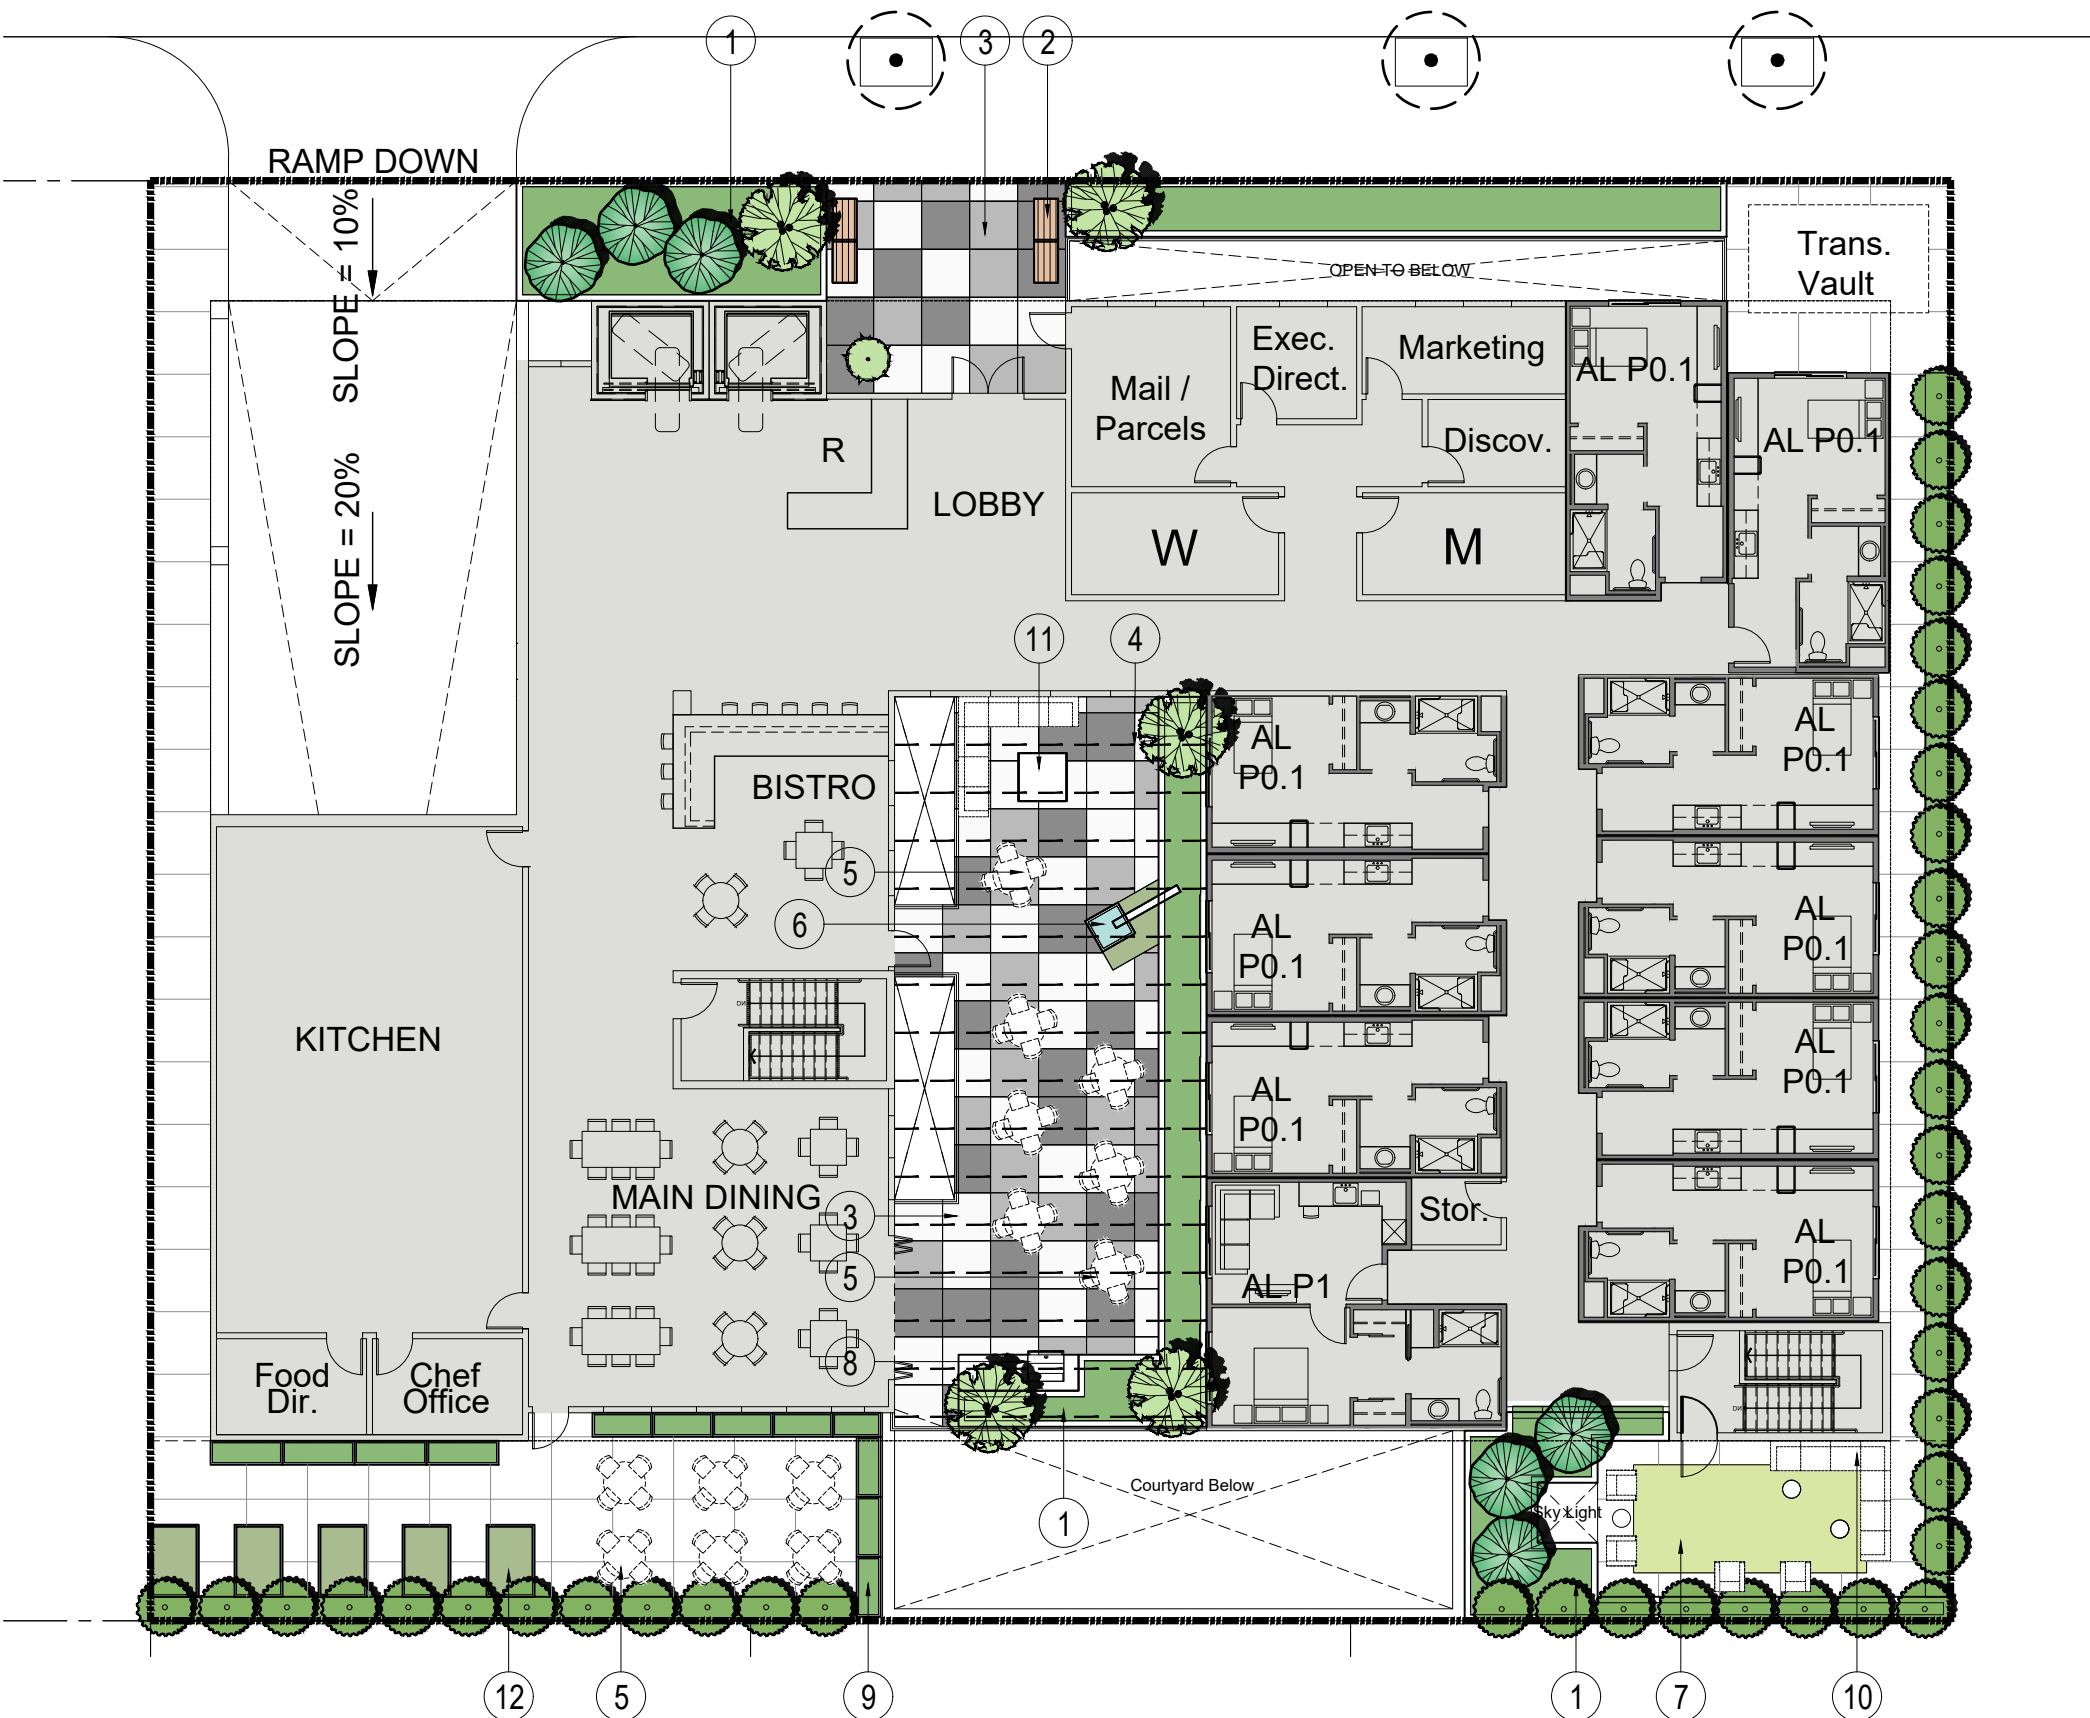 1
3
2
RAMP DOWN
SLOPE = 10%
SLOPE = 20%
OPEN TO BELOW
Trans.
Vault
Mail /
Parcels
Exec.
Direct.
Marketing
Discov.
AL P0.1
AL P0.1
R
LOBBY
W
M
11
4
BISTRO
5
6
AL
P0.1
AL
P0.1
AL
P0.1
AL
P0.1
AL
P0.1
AL
P0.1
AL
P0.1
KITCHEN
DN
MAIN DINING
3
5
8
Stor.
AL P1
Food
Dir.
Chef
Office
DN
Courtyard Below
1
Sky Light
12
5
9
1
7
10